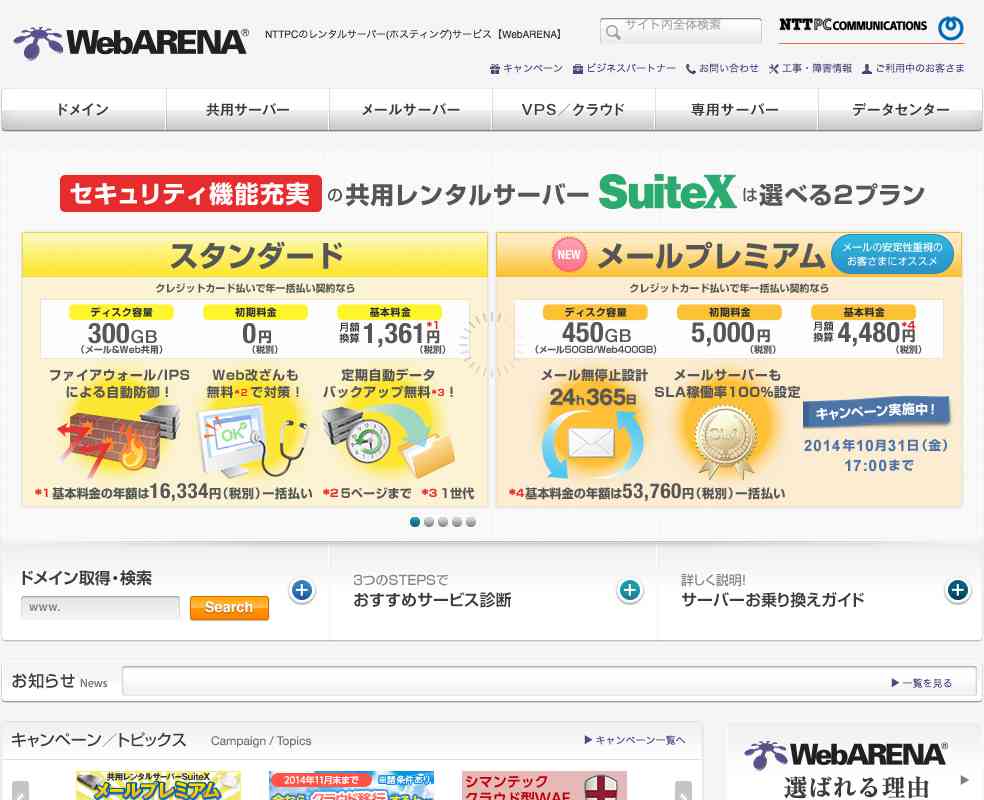 WebARENA®
NTTPCのレンタルサーバー(ホスティング)サービス【WebARENA】
サイト内全体検索
NTTPC COMMUNICATIONS
キャンペーン
ビジネスパートナー
お問い合わせ
工事・障害情報
ご利用中のお客さま
ドメイン
共用サーバー
メールサーバー
VPS／クラウド
専用サーバー
データセンター
セキュリティ機能充実の共用レンタルサーバー SuiteXは選べる2プラン
スタンダード
クレジットカード払いで年一括払い契約なら
ディスク容量
初期料金
基本料金
300GB
0円
月額換算1,361円*1
(メール&Web共用)
(税別)
(税別)
ファイアウォール/IPSによる自動防御！
Web改ざんも無料*2で対策！
定期自動データバックアップ無料*3！
OK
*1基本料金の年額は16,334円(税別)一括払い *25ページまで *31世代
NEW
メールプレミアム
メールの安定性重視の
お客さまにオススメ
クレジットカード払いで年一括払い契約なら
ディスク容量
初期料金
基本料金
450GB
5,000円
月額換算4,480円*4
(メール50GB/Web400GB)
(税別)
(税別)
メール無停止設計
24h365日
メールサーバーも
SLA稼働率100%設定
SLA
キャンペーン実施中！
2014年10月31日(金)
17:00まで
*4基本料金の年額は53,760円(税別)一括払い
ドメイン取得・検索
www.
Search
3つのSTEPSで
おすすめサービス診断
詳しく説明!
サーバーお乗り換えガイド
お知らせ News
一覧を見る
キャンペーン／トピックス Campaign / Topics
キャンペーン一覧へ
共用レンタルサーバーSuiteX
メールプレミアム
2014年11月末まで
シマンテック
クラウド型WAF
WebARENA®
選ばれる理由